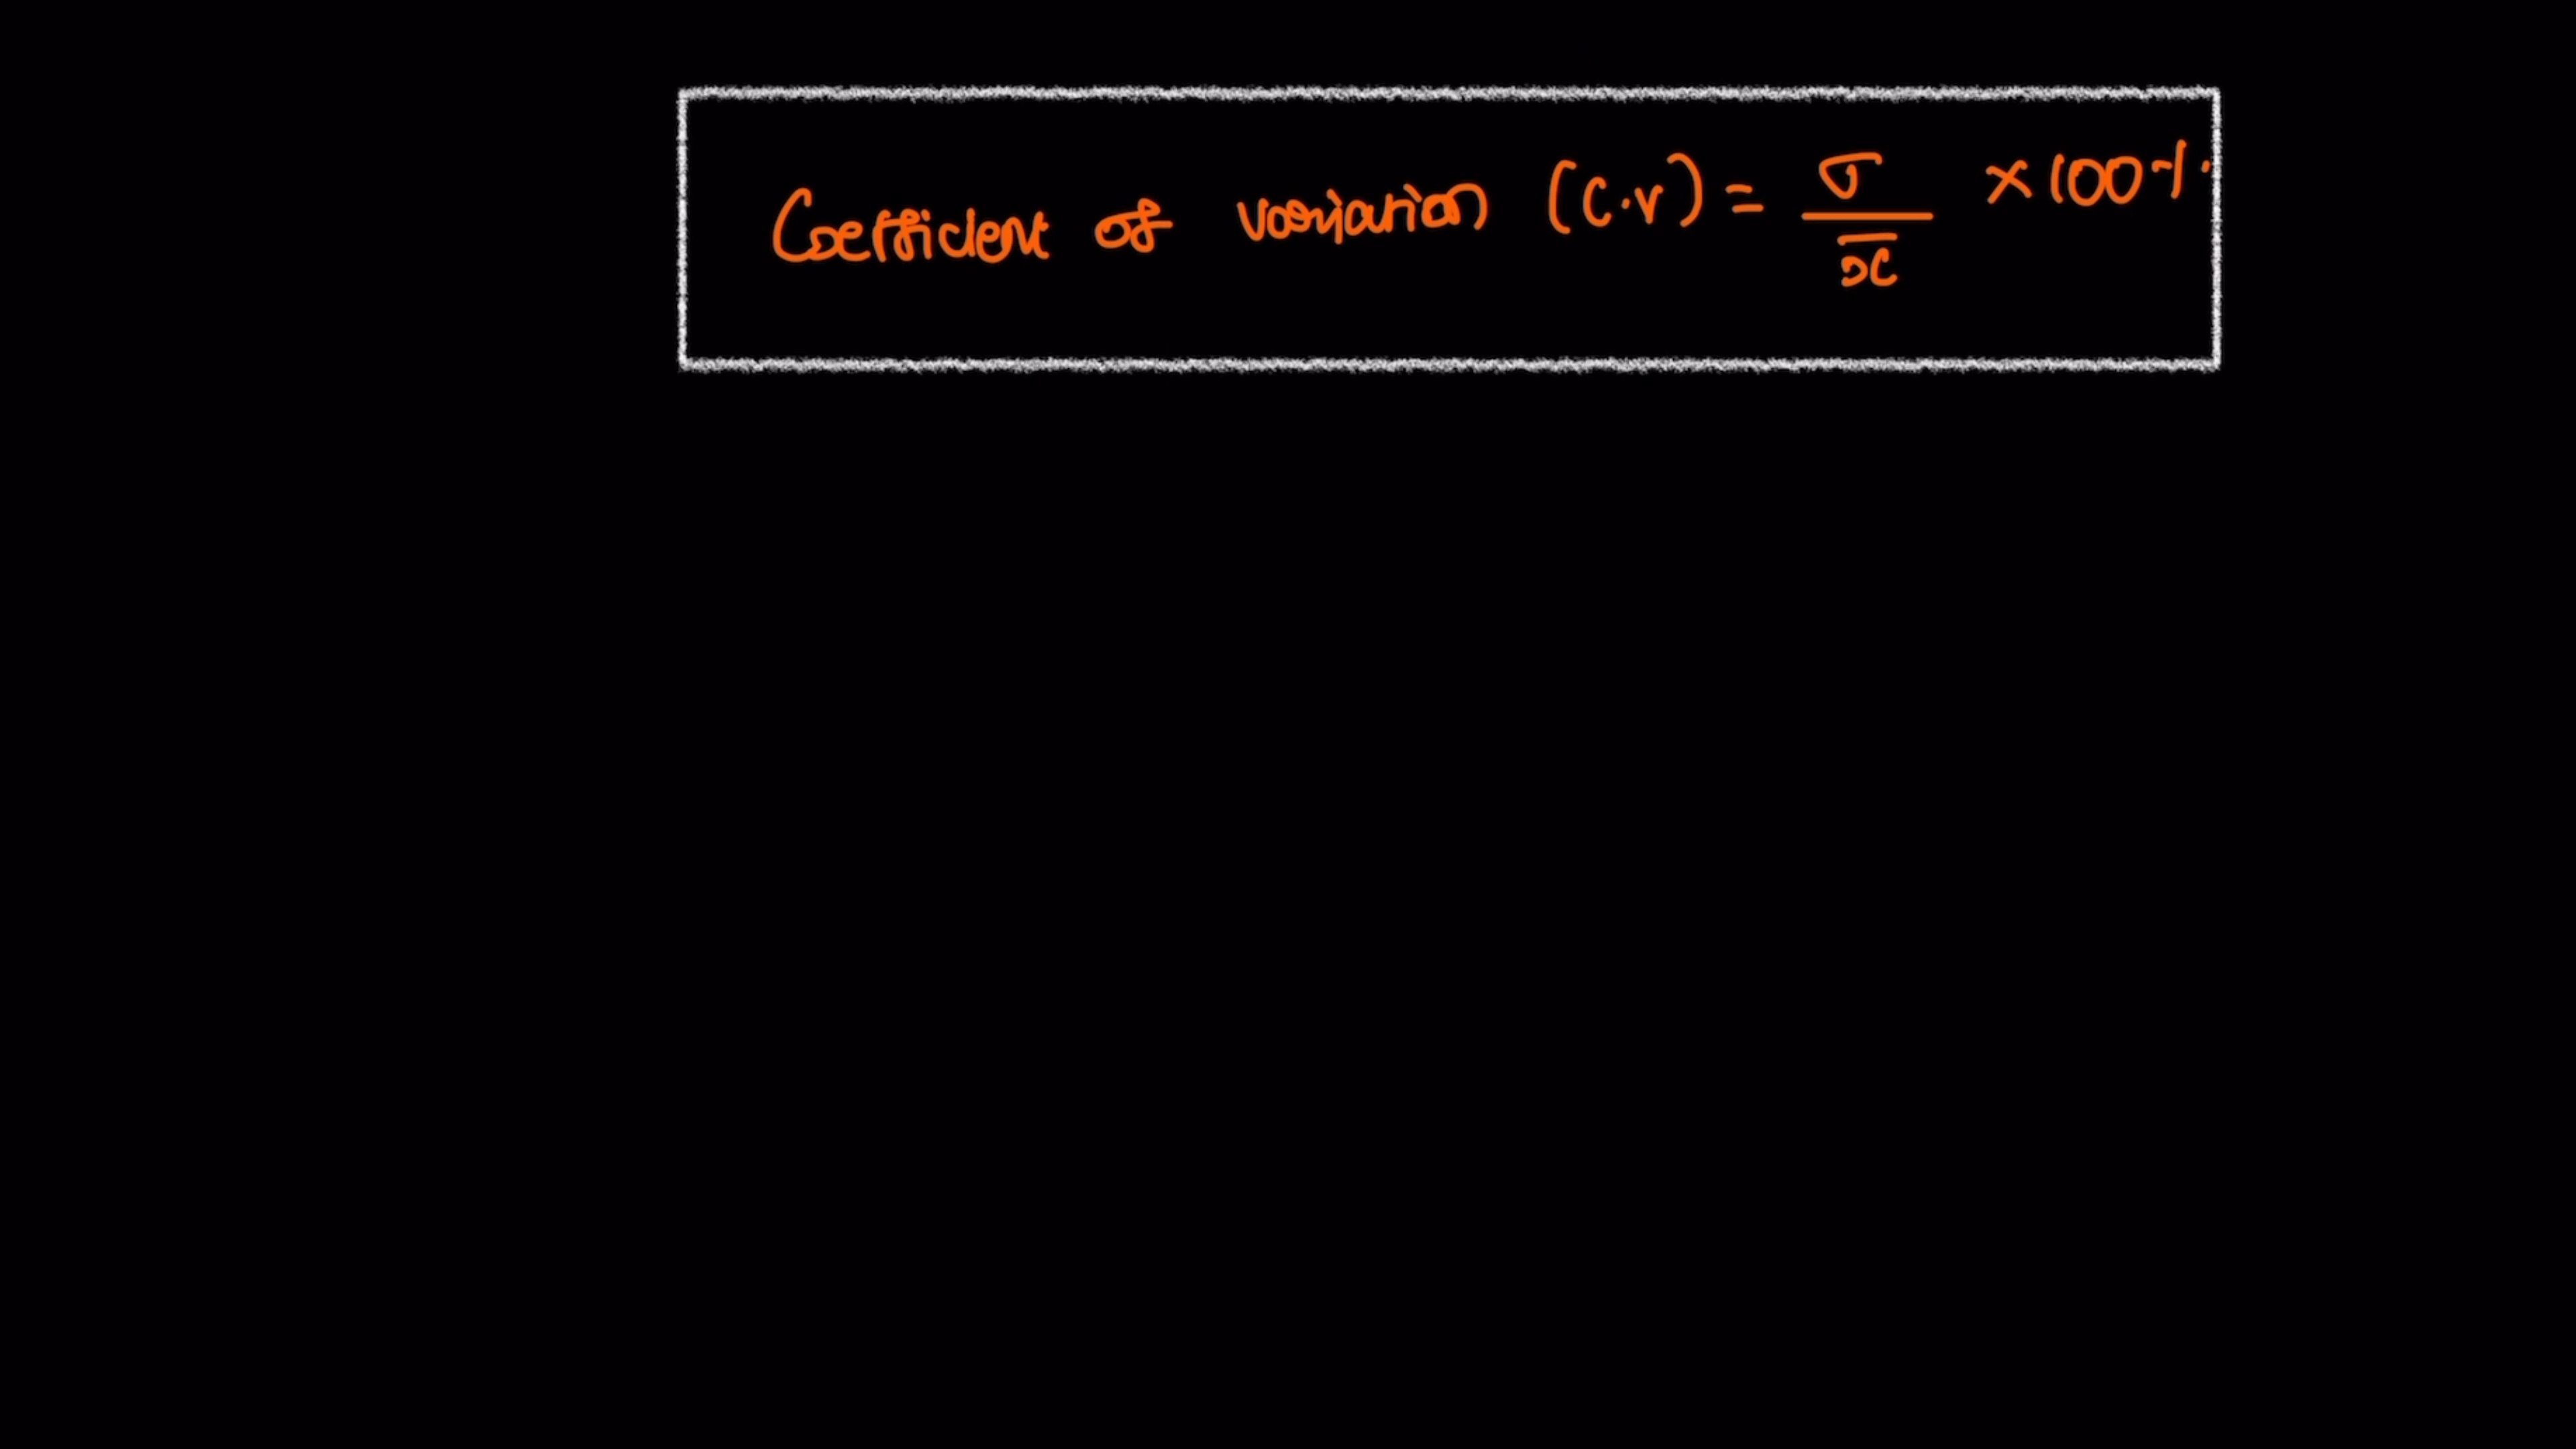 Coefficient of variation (C.V) = σ / x̄ × 100%